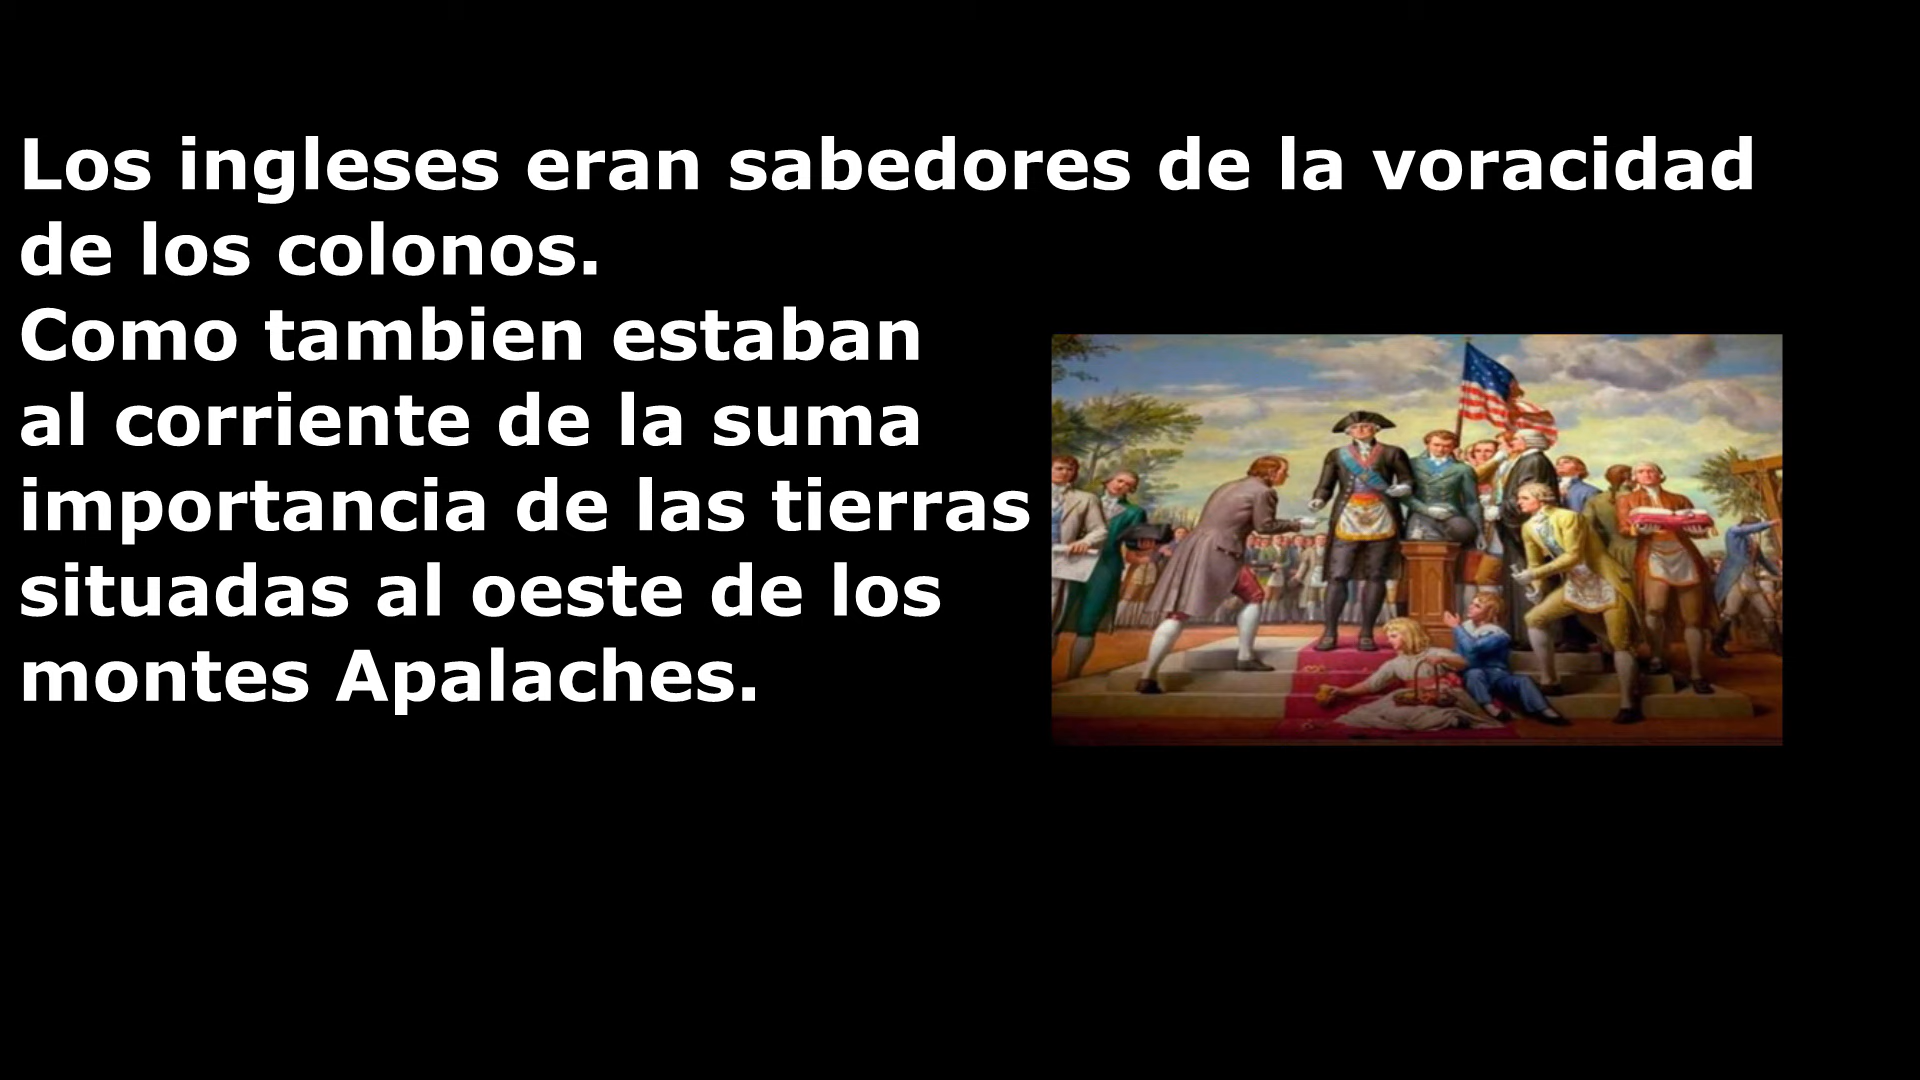 Los ingleses eran sabedores de la voracidad
de los colonos.
Como tambien estaban
al corriente de la suma
importancia de las tierras
situadas al oeste de los
montes Apalaches.